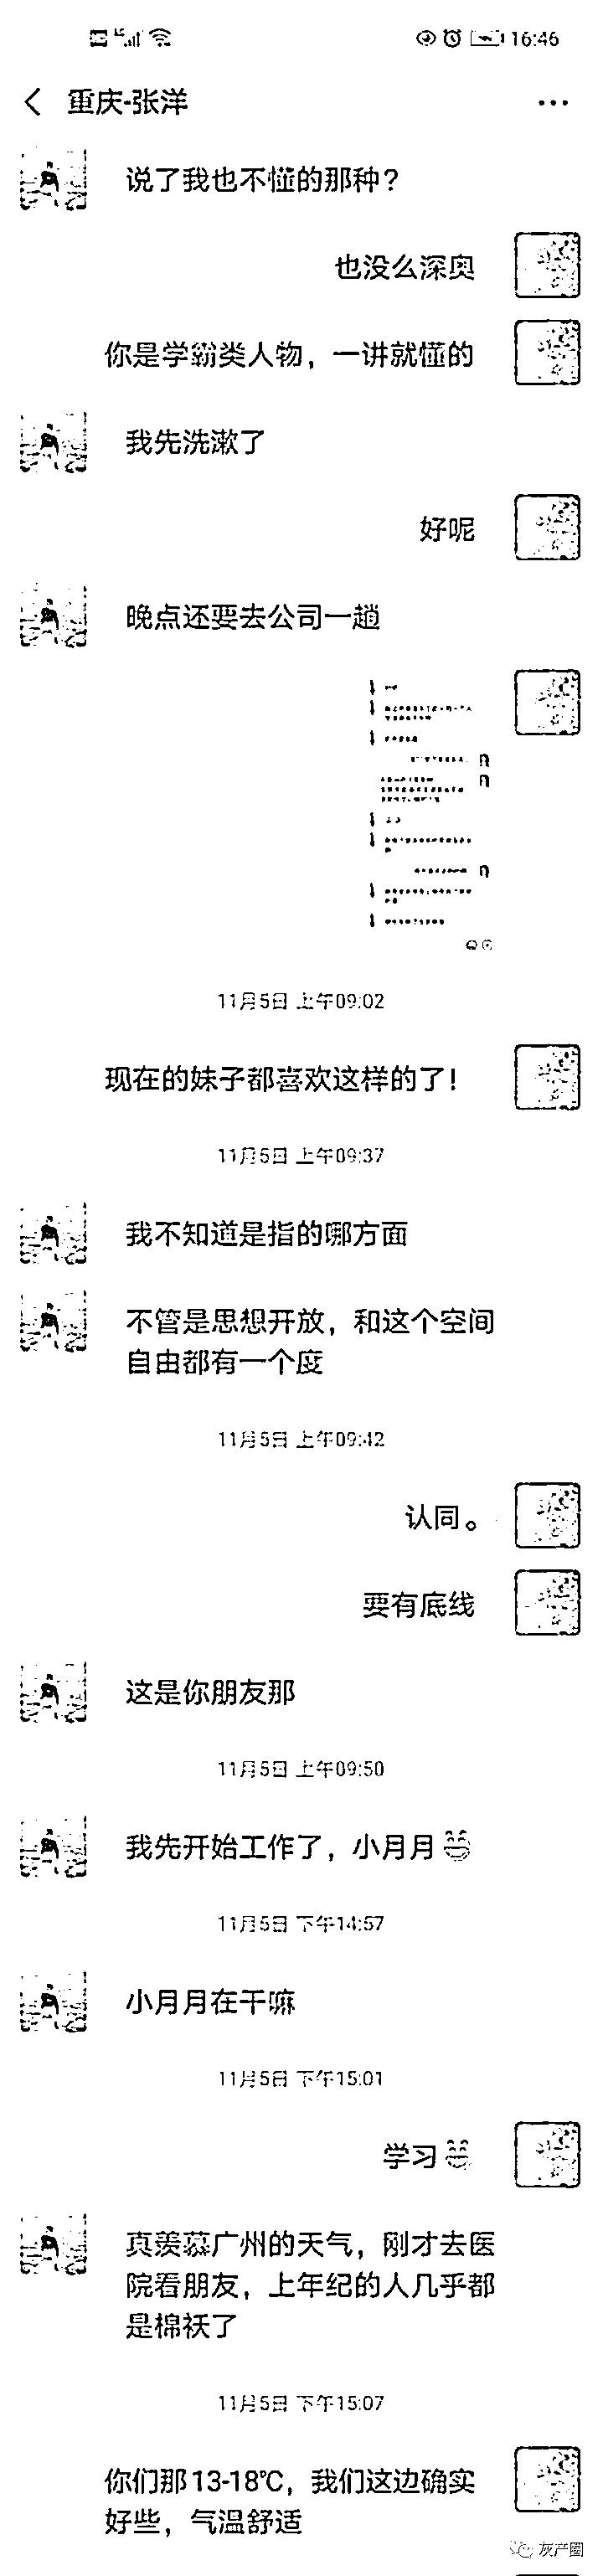 16:46
重庆-张洋
说了我也不懂的那种?
也没么深奥
你是学霸类人物，一讲就懂的
我先洗漱了
好呢
晚点还要去公司一趟
11月5日 上午09:02
现在的妹子都喜欢这样的了!
11月5日 上午09:37
我不知道是指的哪方面
不管是思想开放，和这个空间
自由都有一个度
11月5日 上午09:42
认同。
要有底线
这是你朋友那
11月5日 上午09:50
我先开始工作了，小月月
11月5日 下午14:57
小月月在干嘛
11月5日 下午15:01
学习
真羡慕广州的天气，刚才去医
院看朋友，上年纪的人几乎都
是棉袄了
11月5日 下午15:07
你们那13-18℃，我们这边确实
好些，气温舒适
灰产圈